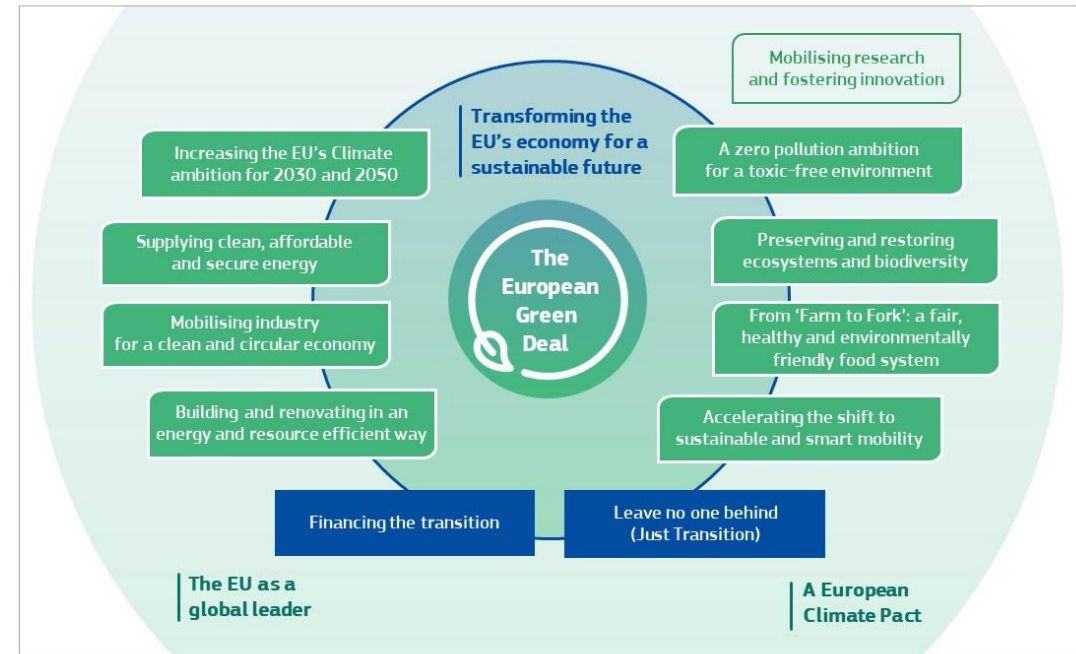 Mobilising research
and fostering innovation
Transforming the
EU's economy for a
sustainable future
Increasing the EU's Climate
ambition for 2030 and 2050
A zero pollution ambition
for a toxic-free environment
Supplying clean, affordable
and secure energy
The
European
Green
Deal
Preserving and restoring
ecosystems and biodiversity
Mobilising industry
for a clean and circular economy
From ‘Farm to Fork’: a fair,
healthy and environmentally
friendly food system
Building and renovating in an
energy and resource efficient way
Accelerating the shift to
sustainable and smart mobility
Financing the transition
Leave no one behind
(Just Transition)
The EU as a
global leader
A European
Climate Pact